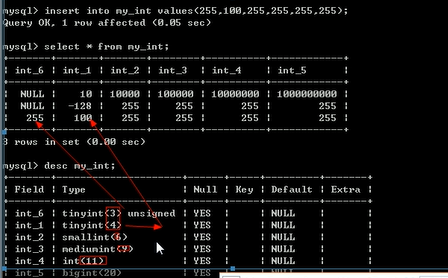 mysql> insert into my_int values(255,100,255,255,255,255);
Query OK, 1 row affected (0.05 sec)
mysql> select * from my_int;
| int_6 | int_1 | int_2 | int_3 | int_4 | int_5 |
| NULL | 10 | 10000 | 100000 | 10000000 | 1000000000 |
| NULL | -128 | 255 | 255 | 255 | 255 |
| 255 | 100 | 255 | 255 | 255 | 255 |
3 rows in set (0.00 sec)
mysql> desc my_int;
| Field | Type | Null | Key | Default | Extra |
| int_6 | tinyint(3) unsigned | YES | | NULL | |
| int_1 | tinyint(4) | YES | | NULL | |
| int_2 | smallint(6) | YES | | NULL | |
| int_3 | mediumint(9) | YES | | NULL | |
| int_4 | int(11) | YES | | NULL | |
| int_5 | bigint(20) | YES | | NULL | |